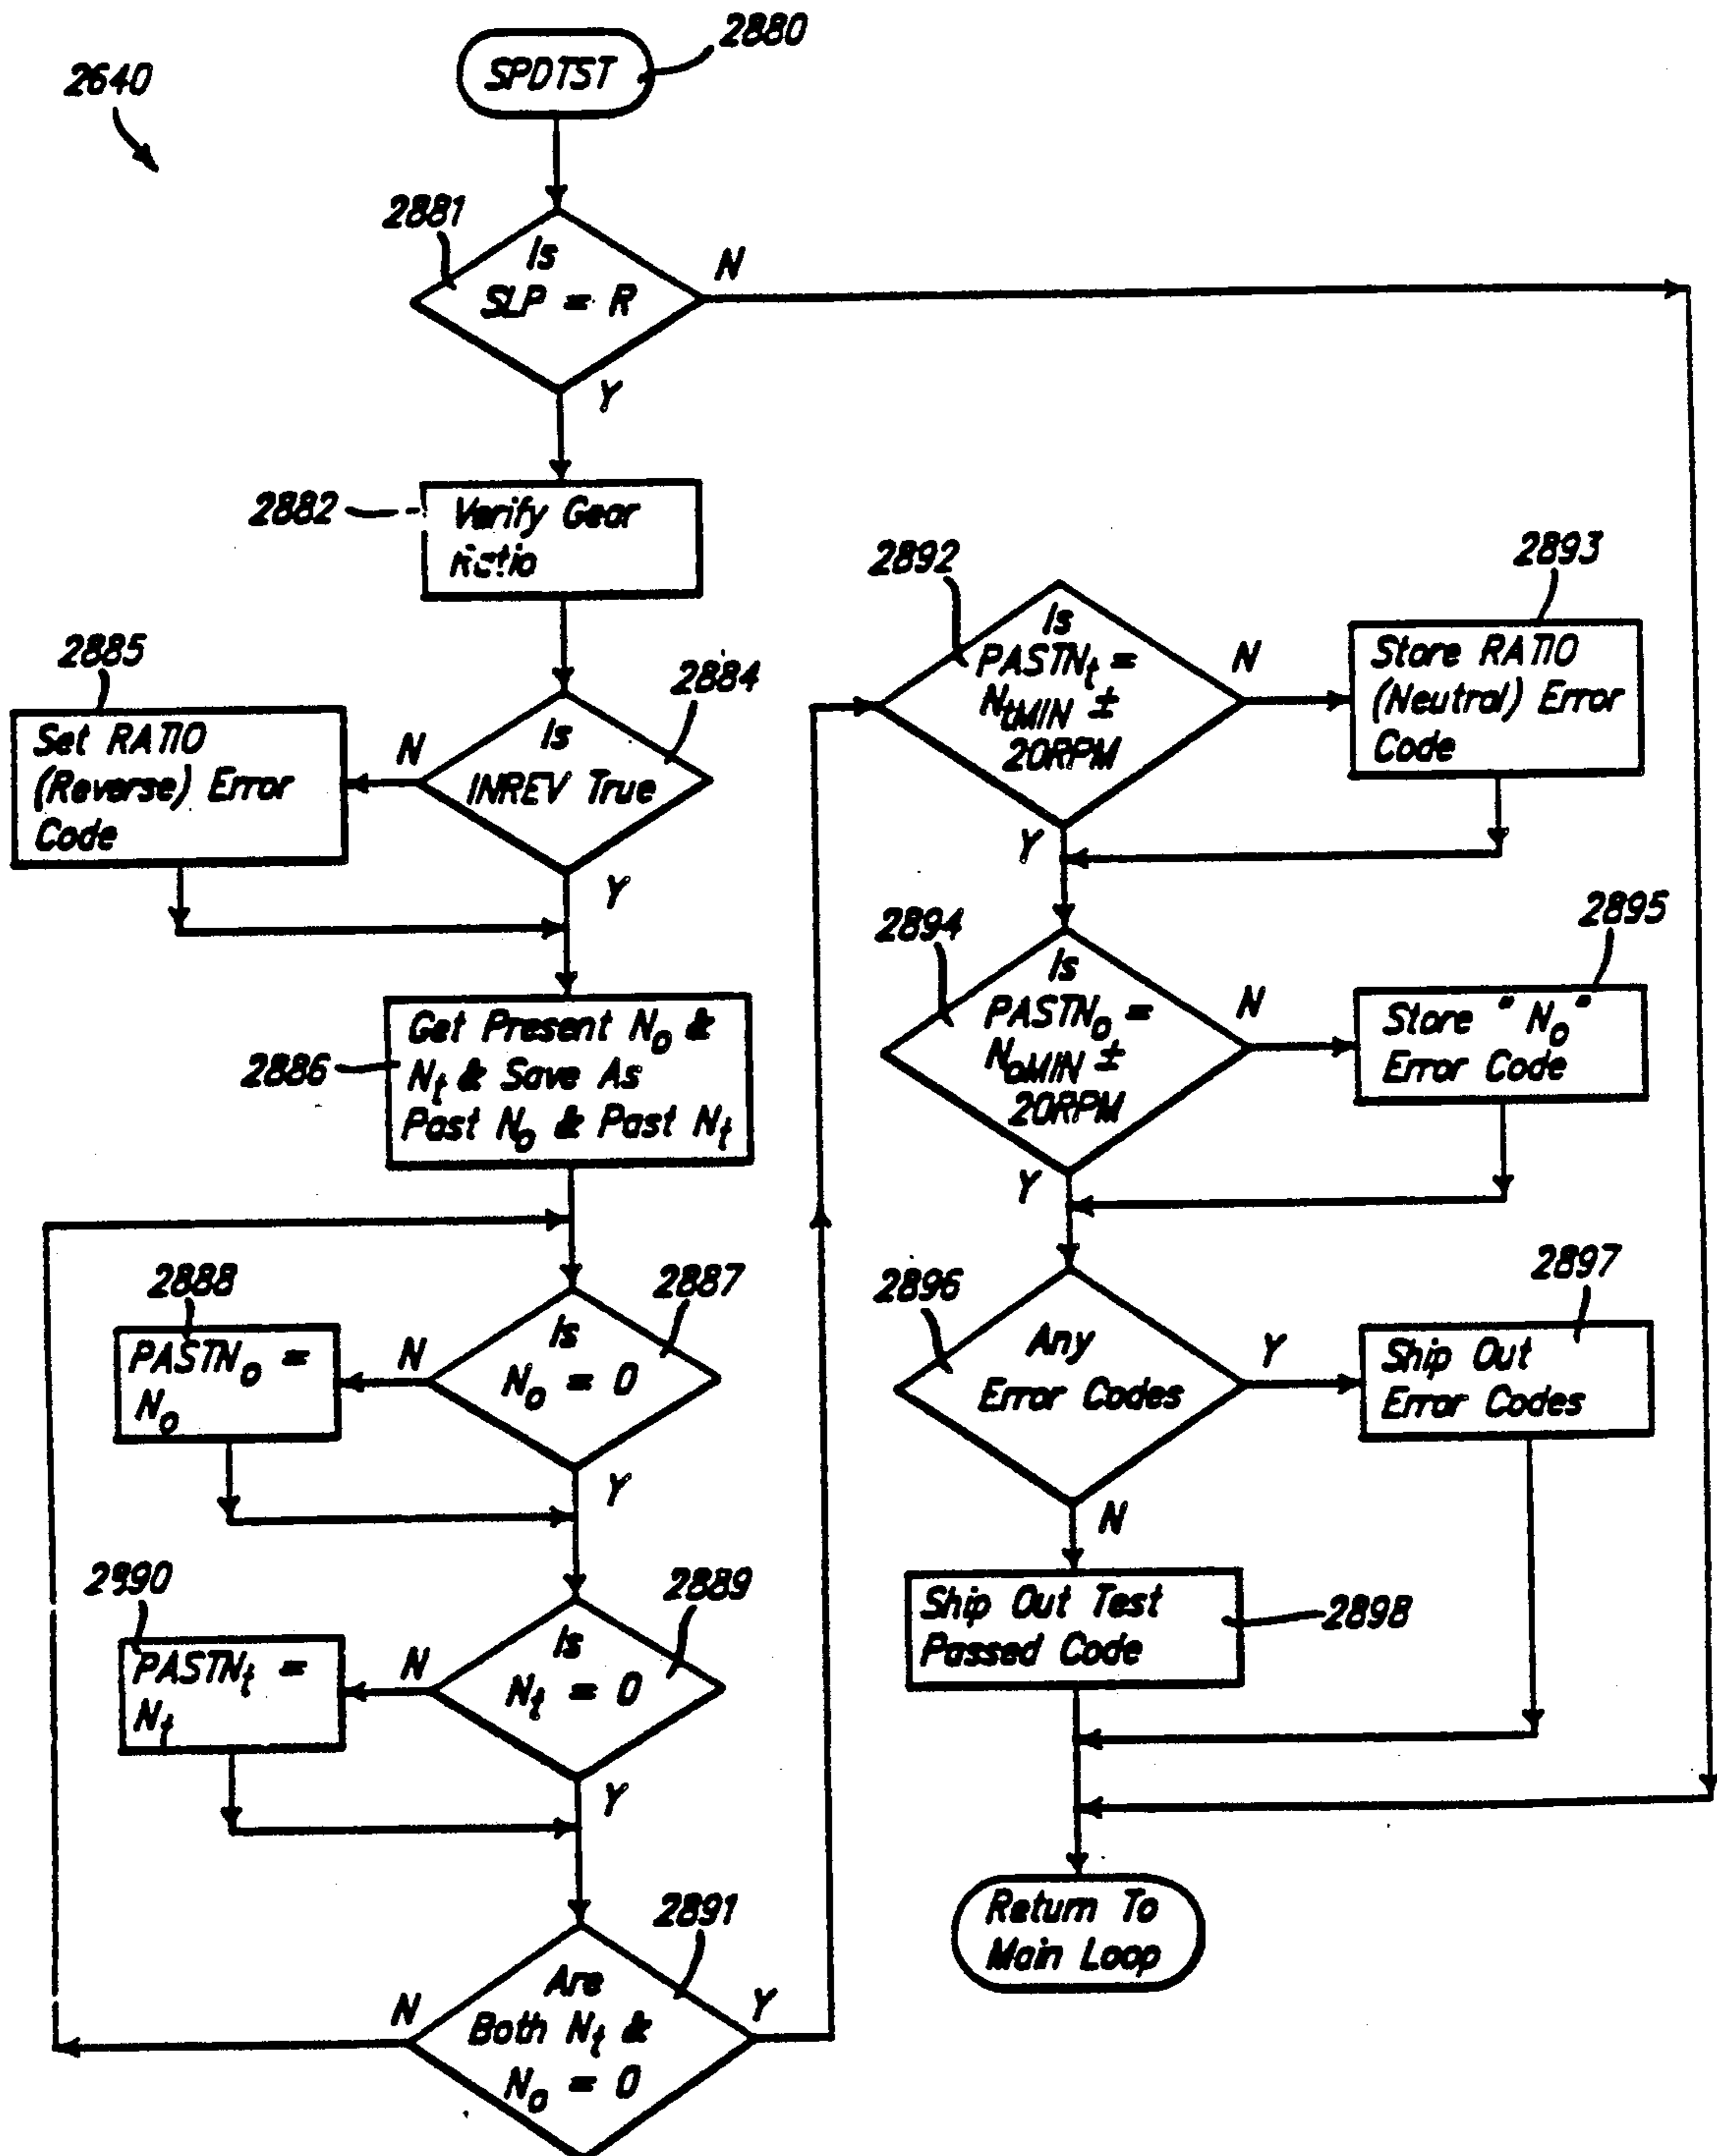 2640
SPDTST
2880
2881
Is
SLP = R
N
Y
2882
Verify Gear
Ratio
2885
2884
Set RATIO
(Reverse) Error
Code
N
Is
INREV True
Y
2886
Get Present No &
Nt & Save As
Past No & Past Nt
2888
2887
PASTNo =
No
N
Is
No = 0
Y
2990
2889
PASTNt =
Nt
N
Is
Nt = 0
Y
2891
N
Are
Both Nt &
No = 0
Y
2892
2893
Is
PASTNt =
NtMIN ±
20RPM
N
Store RATIO
(Neutral) Error
Code
Y
2894
2895
Is
PASTNo =
NoMIN ±
20RPM
N
Store "No"
Error Code
Y
2896
2897
Any
Error Codes
Y
Ship Out
Error Codes
N
Ship Out Test
Passed Code
2898
Return To
Main Loop